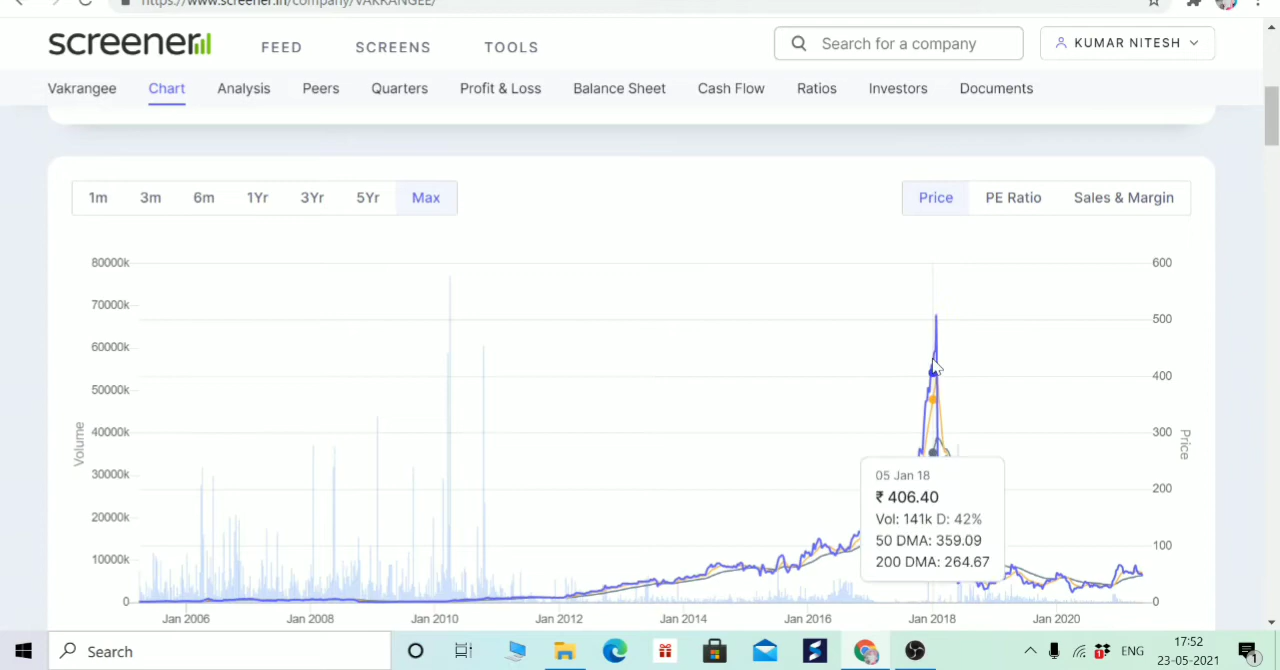 https://www.screener.in/company/VAKRANGEE/
screener
FEED SCREENS TOOLS
Search for a company
KUMAR NITESH
Vakrangee Chart Analysis Peers Quarters Profit & Loss Balance Sheet Cash Flow Ratios Investors Documents
1m 3m 6m 1Yr 3Yr 5Yr Max
Price PE Ratio Sales & Margin
80000k 600
70000k 500
60000k
50000k 400
40000k 300
30000k
20000k 200
10000k 100
0 0
Volume
Price
05 Jan 18
₹ 406.40
Vol: 141k D: 42%
50 DMA: 359.09
200 DMA: 264.67
Jan 2006 Jan 2008 Jan 2010 Jan 2012 Jan 2014 Jan 2016 Jan 2018 Jan 2020
Search
ENG
17:52
23-05-2021
1
1